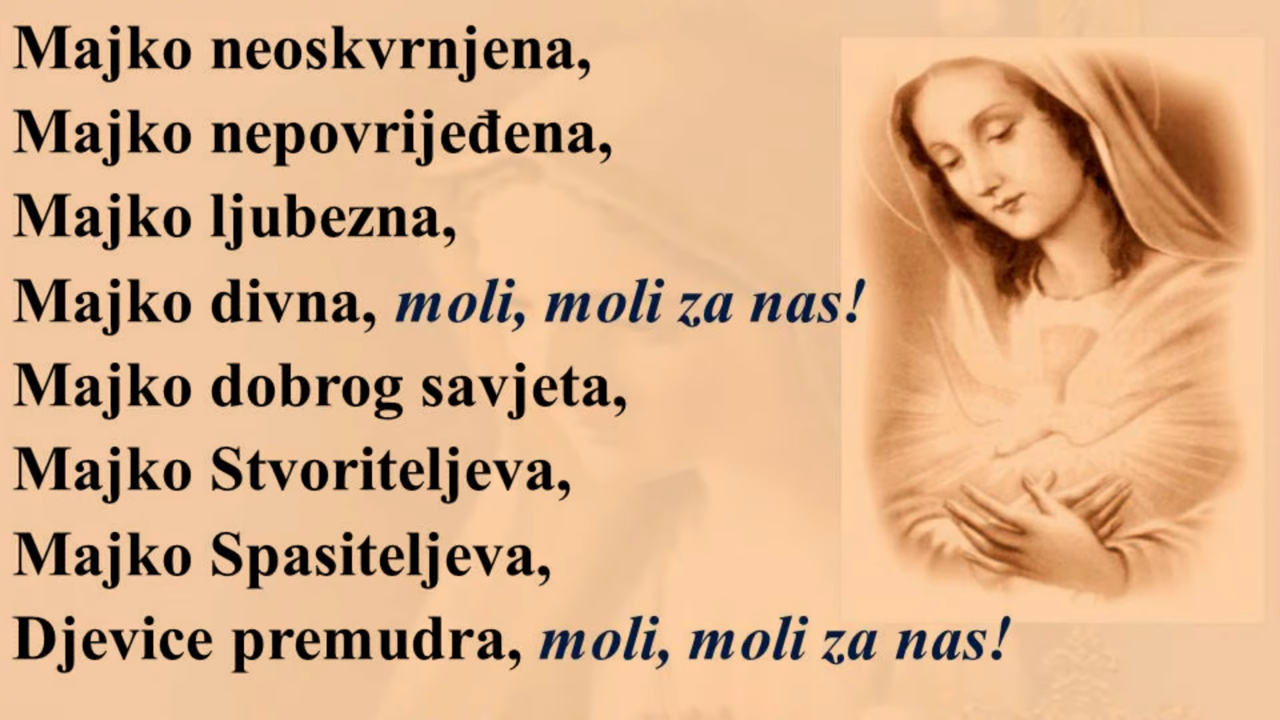 Majko neoskvrnjena,
Majko nepovrijeđena,
Majko ljubezna,
Majko divna, moli, moli za nas!
Majko dobrog savjeta,
Majko Stvoriteljeva,
Majko Spasiteljeva,
Djevice premudra, moli, moli za nas!